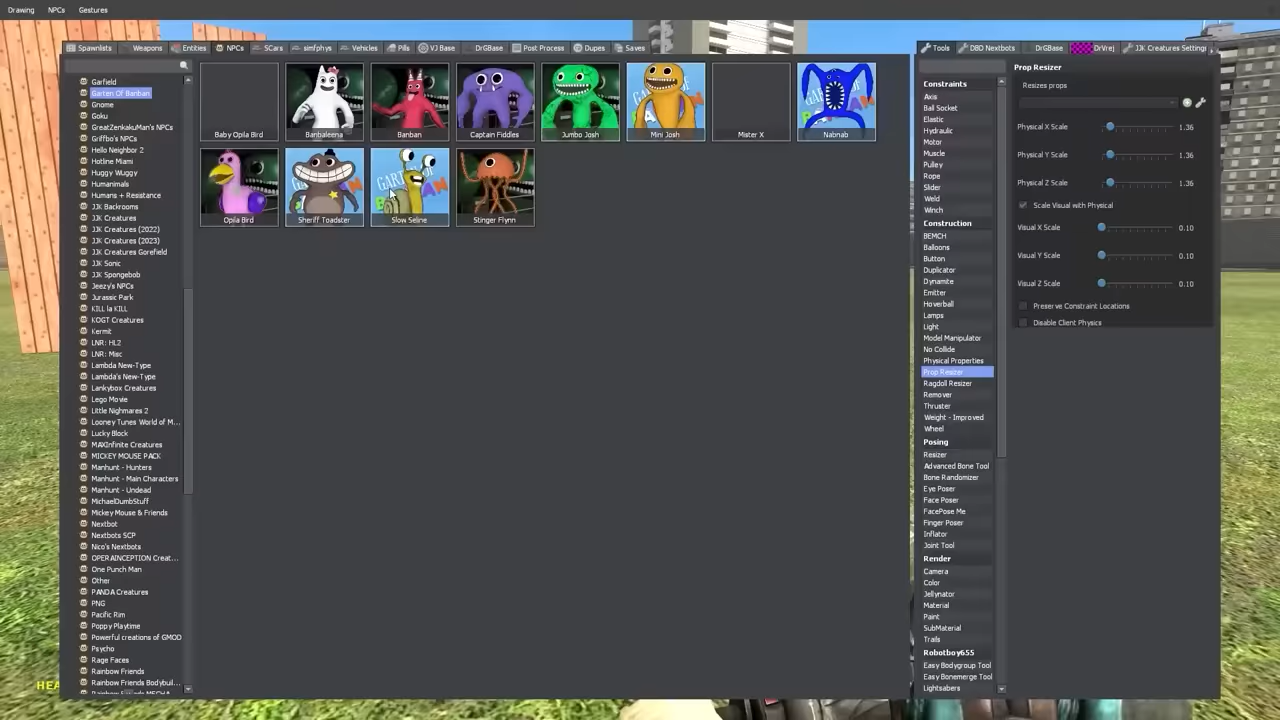 Drawing NPCs Gestures
Spawnlists Weapons Entities NPCs SCars simfphys Vehicles Pills VJ Base DrGBase Post Process Dupes Saves
Tools DBD Nextbots DrGBase DrVrej JJK Creatures Settings
Garfield
Garten Of Banban
Gnome
Goku
GreatZenkakuMan's NPCs
Griffbo's NPCs
Hello Neighbor 2
Hotline Miami
Huggy Wuggy
Humanimals
Humans + Resistance
JJK Backrooms
JJK Creatures
JJK Creatures (2022)
JJK Creatures (2023)
JJK Creatures Gorefield
JJK Sonic
JJK Spongebob
Jeezy's NPCs
Jurassic Park
KILL la KILL
KOGT Creatures
Kermit
LNR: HL2
LNR: Misc
Lambda New-Type
Lambda's New-Type
Lankybox Creatures
Lego Movie
Little Nighmares 2
Looney Tunes World of M...
Lucky Block
MAXInfinite Creatures
MICKEY MOUSE PACK
Manhunt - Hunters
Manhunt - Main Characters
Manhunt - Undead
MichaelDumbStuff
Mickey Mouse & Friends
Nextbot
Nextbots SCP
Nico's Nextbots
OPERAINCEPTION Creat...
One Punch Man
Other
PANDA Creatures
PNG
Pacific Rim
Poppy Playtime
Powerful creations of GMOD
Psycho
Rage Faces
Rainbow Friends
Rainbow Friends Bodybuil...
Baby Opila Bird
Banbaleena
Banban
Captain Fiddles
Jumbo Josh
Mini Josh
Mister X
Nabnab
Opila Bird
Sheriff Toadster
Slow Seline
Stinger Flynn
Constraints
Axis
Ball Socket
Elastic
Hydraulic
Motor
Muscle
Pulley
Rope
Slider
Weld
Winch
Construction
BEMCH
Balloons
Button
Duplicator
Dynamite
Emitter
Hoverball
Lamps
Light
Model Manipulator
No Collide
Physical Properties
Prop Resizer
Ragdoll Resizer
Remover
Thruster
Weight - Improved
Wheel
Posing
Resizer
Advanced Bone Tool
Bone Randomizer
Eye Poser
Face Poser
FacePose Me
Finger Poser
Inflator
Joint Tool
Render
Camera
Color
Jellynator
Material
Paint
SubMaterial
Trails
Robotboy655
Easy Bodygroup Tool
Easy Bonemerge Tool
Lightsabers
Prop Resizer
Resizes props
Physical X Scale 1.36
Physical Y Scale 1.36
Physical Z Scale 1.36
Scale Visual with Physical
Visual X Scale 0.10
Visual Y Scale 0.10
Visual Z Scale 0.10
Preserve Constraint Locations
Disable Client Physics